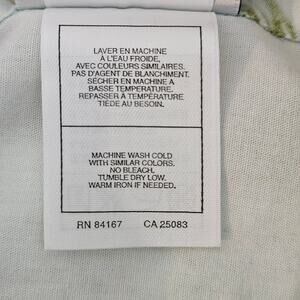 LAVER EN MACHINE
À L'EAU FROIDE,
AVEC COULEURS SIMILAIRES.
PAS D'AGENT DE BLANCHIMENT.
SÉCHER EN MACHINE A
BASSE TEMPERATURE.
REPASSER À TEMPÉRATURE
TIÈDE AU BESOIN.
MACHINE WASH COLD
WITH SIMILAR COLORS.
NO BLEACH.
TUMBLE DRY LOW.
WARM IRON IF NEEDED.
RN 84167 CA 25083